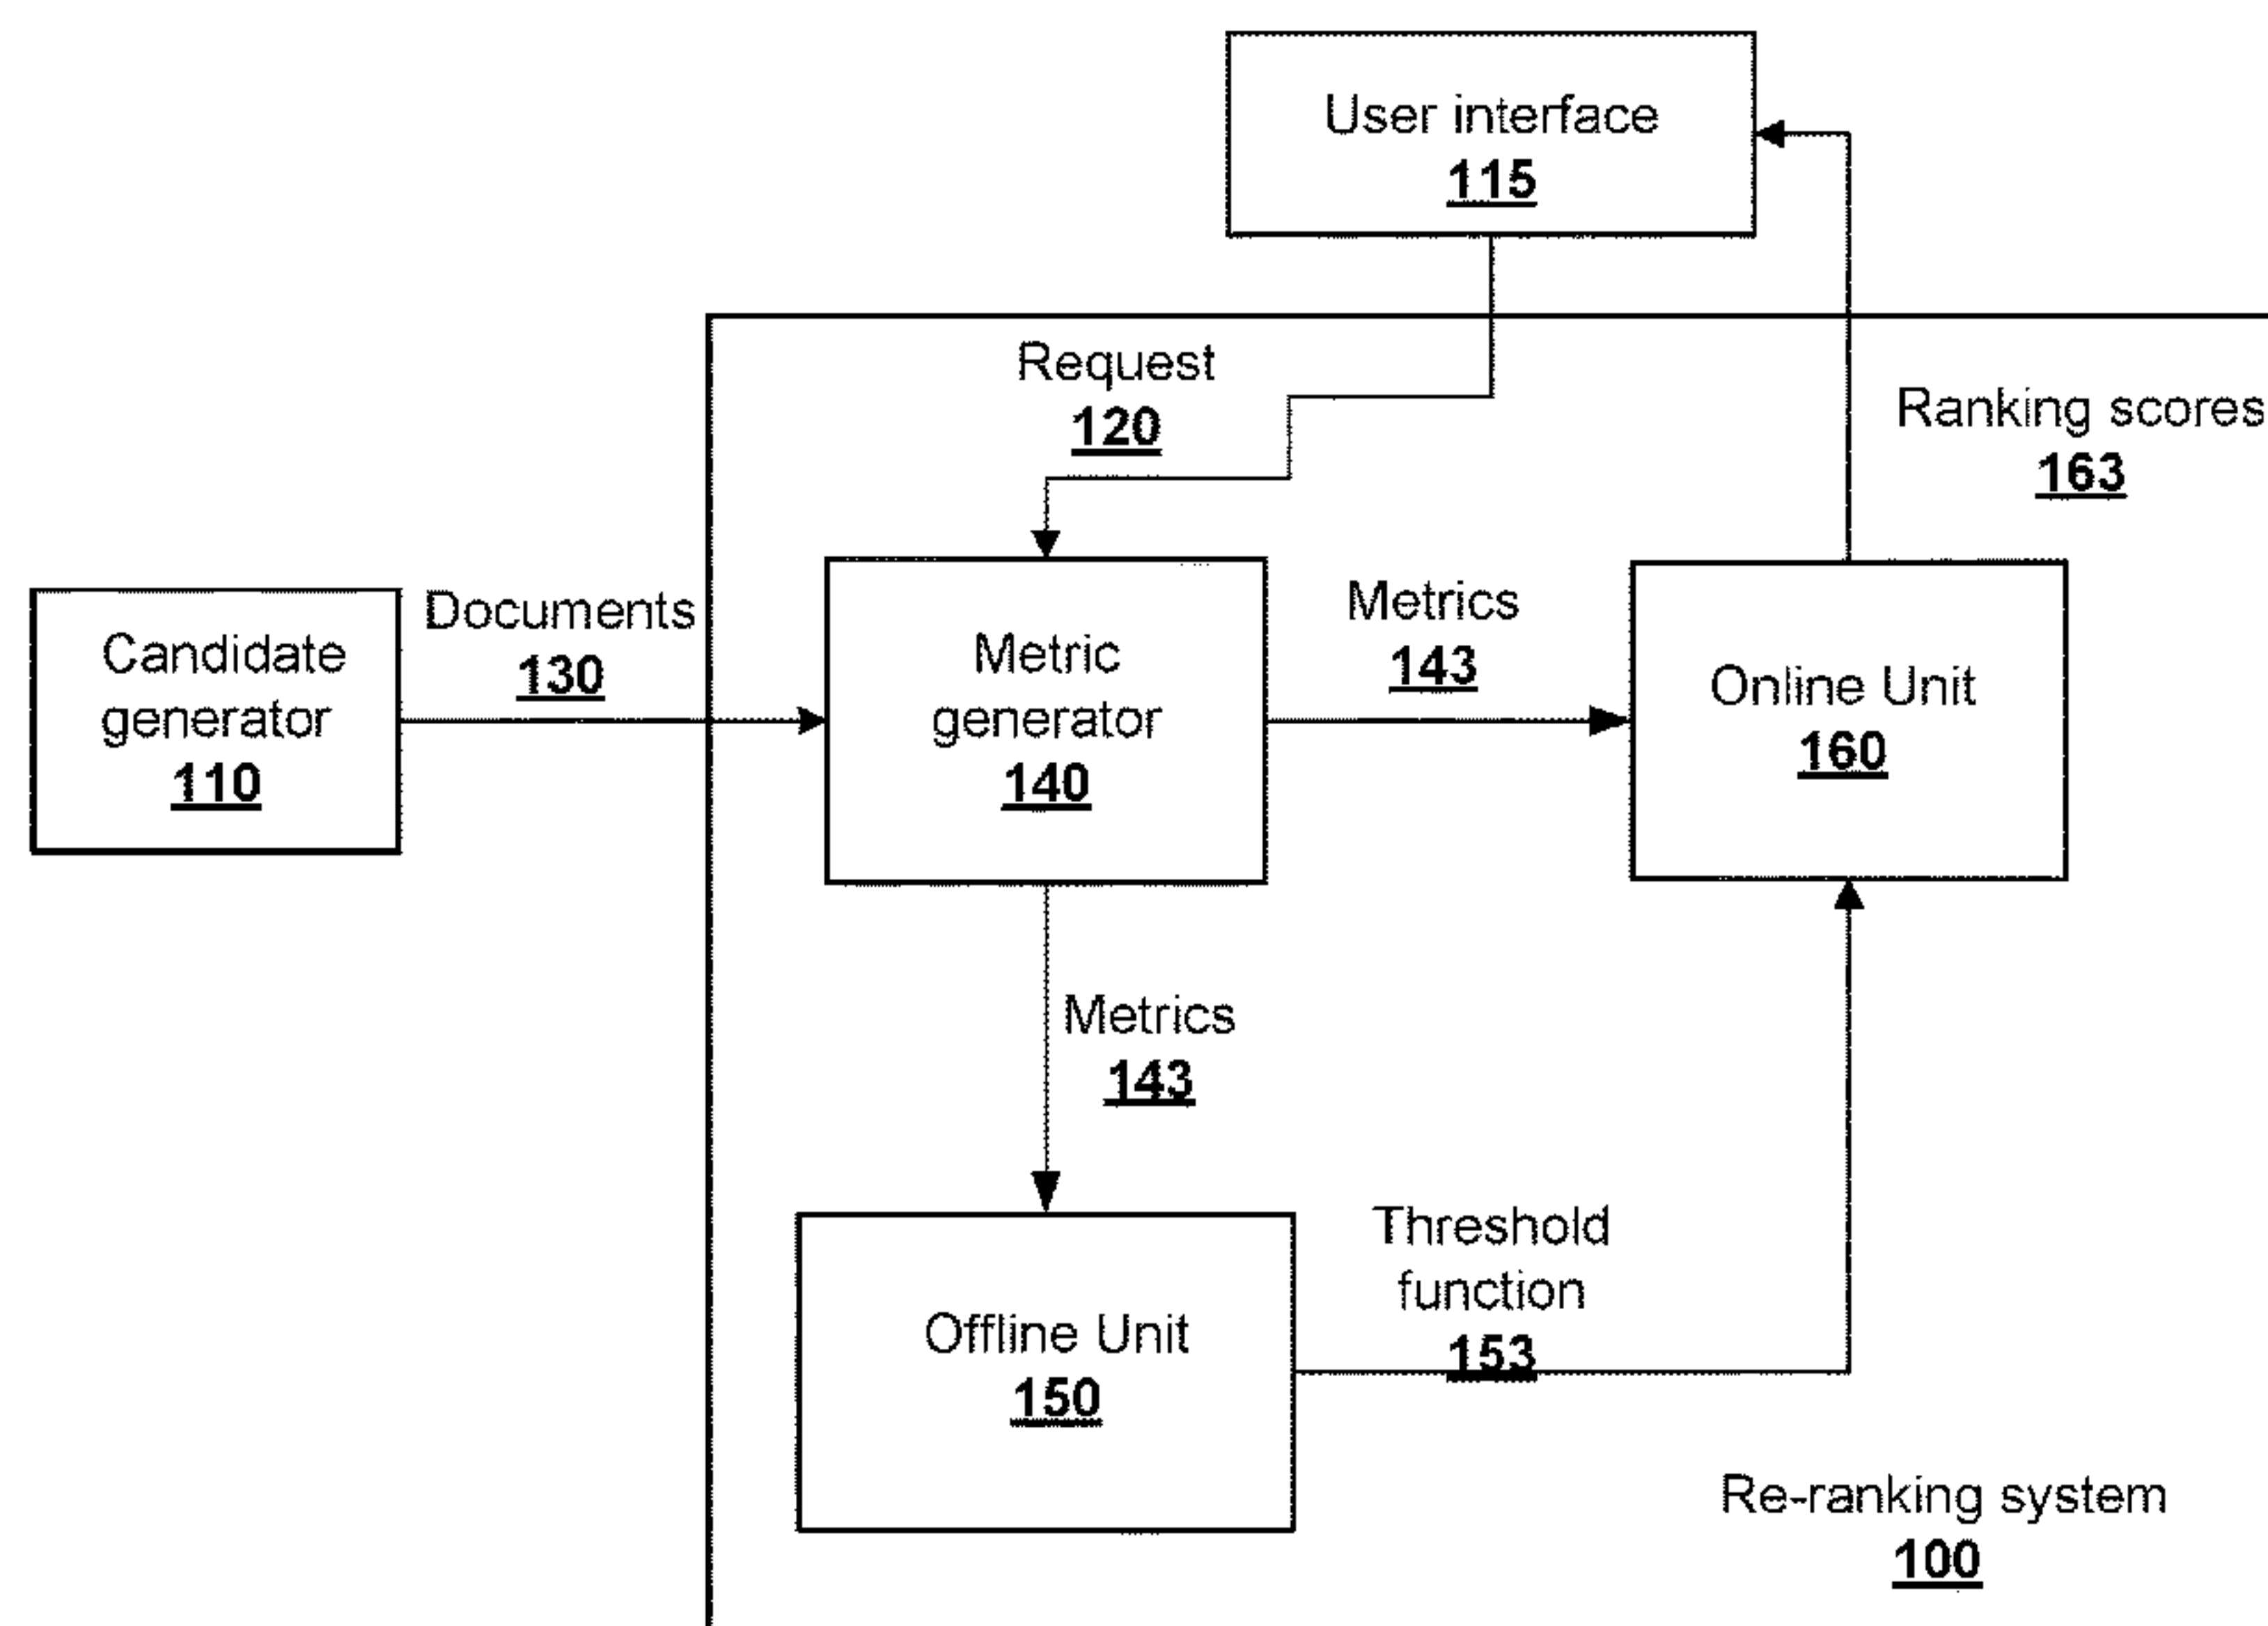 User interface
115
Request
120
Ranking scores
163
Documents
130
Candidate
generator
110
Metric
generator
140
Metrics
143
Online Unit
160
Metrics
143
Threshold
function
153
Offline Unit
150
Re-ranking system
100